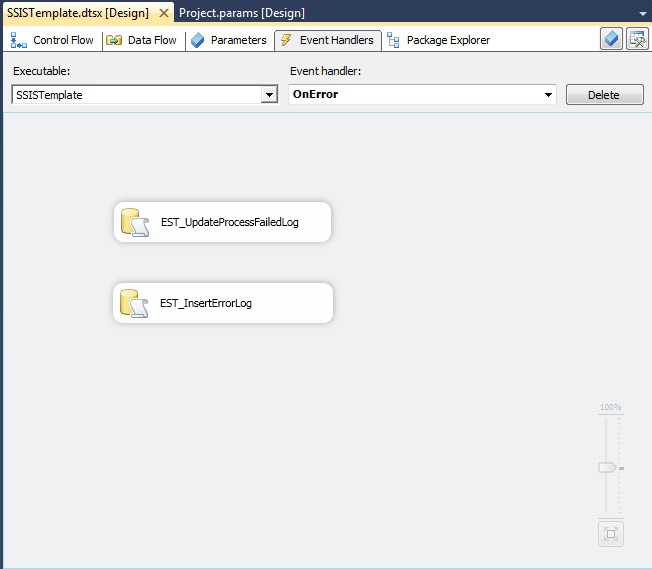 SSISTemplate.dtsx [Design] Project.params [Design]
Control Flow Data Flow Parameters Event Handlers Package Explorer
Executable: Event handler:
SSISTemplate OnError Delete
EST_UpdateProcessFailedLog
EST_InsertErrorLog
100%